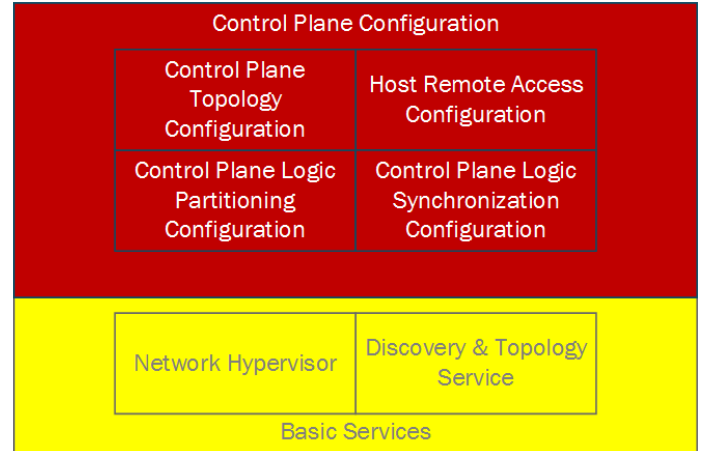 Control Plane Configuration
Control Plane
Topology
Configuration
Host Remote Access
Configuration
Control Plane Logic
Partitioning
Configuration
Control Plane Logic
Synchronization
Configuration
Network Hypervisor
Discovery & Topology
Service
Basic Services